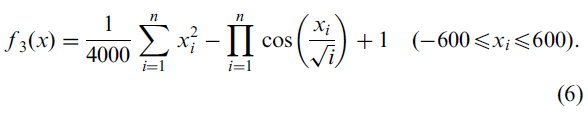 f₃(x) = \frac{1}{4000} \sum_{i=1}^{n} x_i^2 - \prod_{i=1}^{n} \cos\left(\frac{x_i}{\sqrt{i}}\right) + 1 \quad (-600 \leqslant x_i \leqslant 600).
(6)